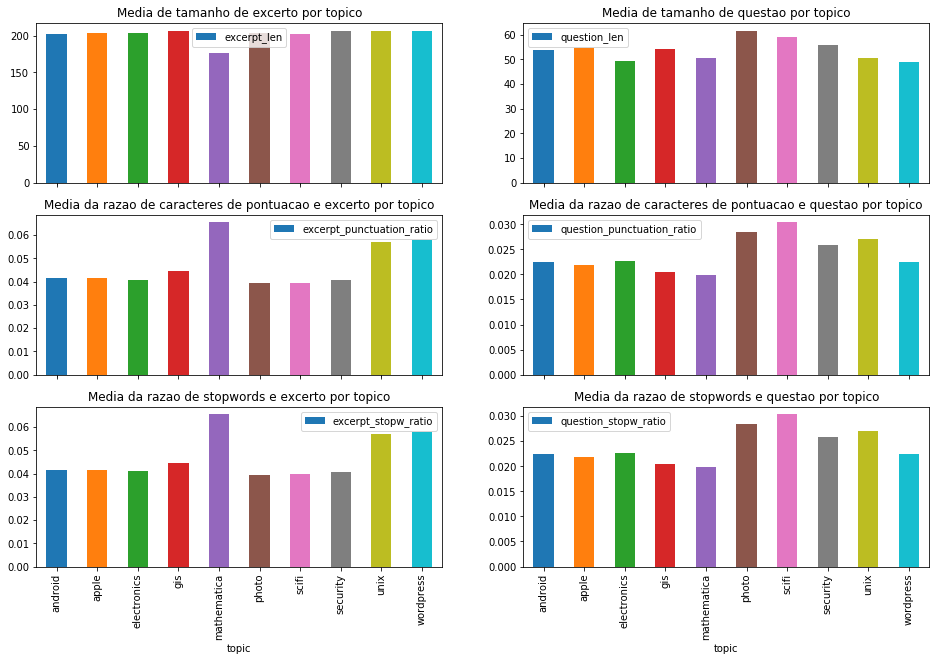 Media de tamanho de excerto por topico
excerpt_len
200
150
100
50
0
Media de tamanho de questao por topico
question_len
60
50
40
30
20
10
0
Media da razao de caracteres de pontuacao e excerto por topico
excerpt_punctuation_ratio
0.06
0.05
0.04
0.03
0.02
0.01
0.00
Media da razao de caracteres de pontuacao e questao por topico
question_punctuation_ratio
0.030
0.025
0.020
0.015
0.010
0.005
0.000
Media da razao de stopwords e excerto por topico
excerpt_stopw_ratio
0.06
0.05
0.04
0.03
0.02
0.01
0.00
android
apple
electronics
gis
mathematica
photo
scifi
security
unix
wordpress
topic
Media da razao de stopwords e questao por topico
question_stopw_ratio
0.030
0.025
0.020
0.015
0.010
0.005
0.000
android
apple
electronics
gis
mathematica
photo
scifi
security
unix
wordpress
topic